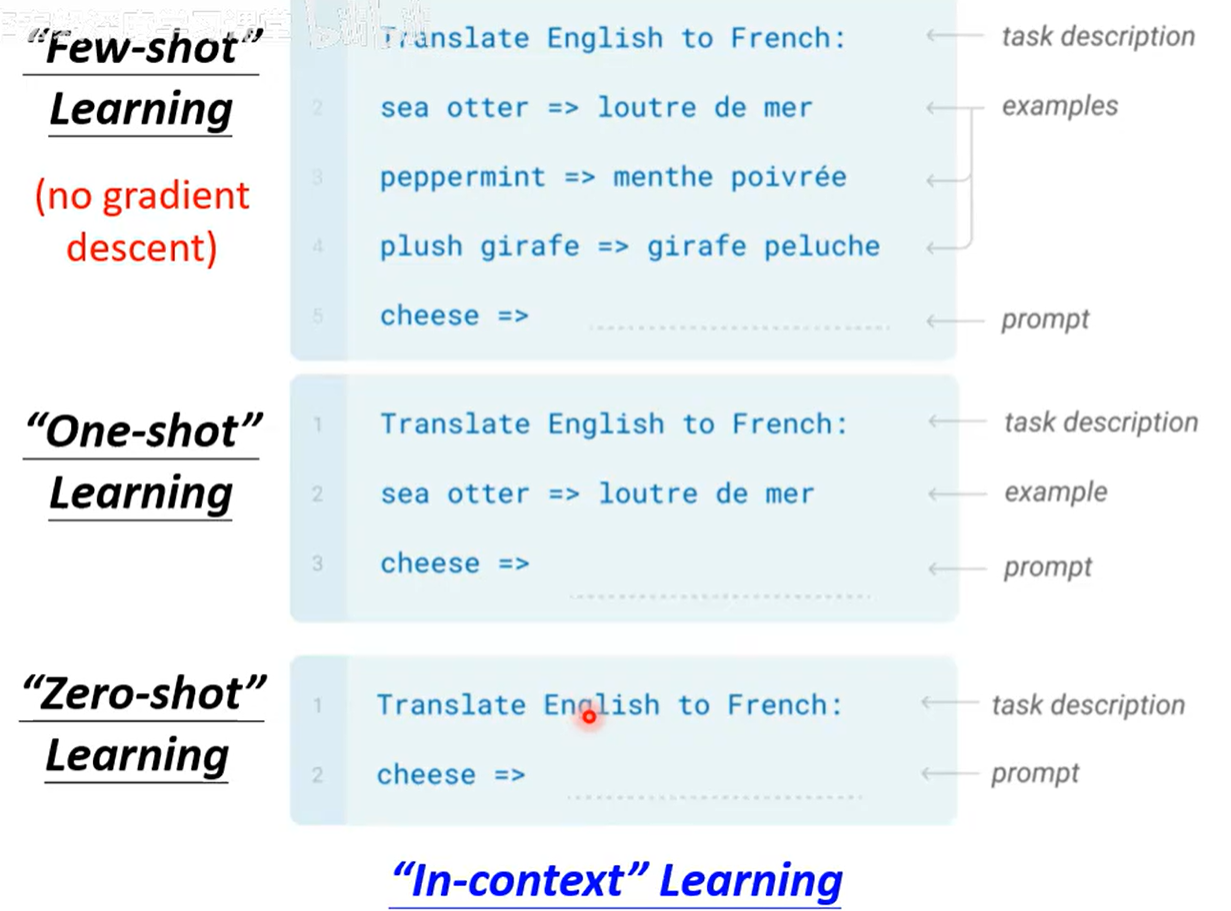 “Few-shot”
Learning
(no gradient
descent)
Translate English to French:
task description
2
sea otter => loutre de mer
examples
3
peppermint => menthe poivrée
4
plush girafe => girafe peluche
5
cheese =>
prompt
“One-shot”
Learning
1
Translate English to French:
task description
2
sea otter => loutre de mer
example
3
cheese =>
prompt
“Zero-shot”
Learning
1
Translate English to French:
task description
2
cheese =>
prompt
“In-context” Learning